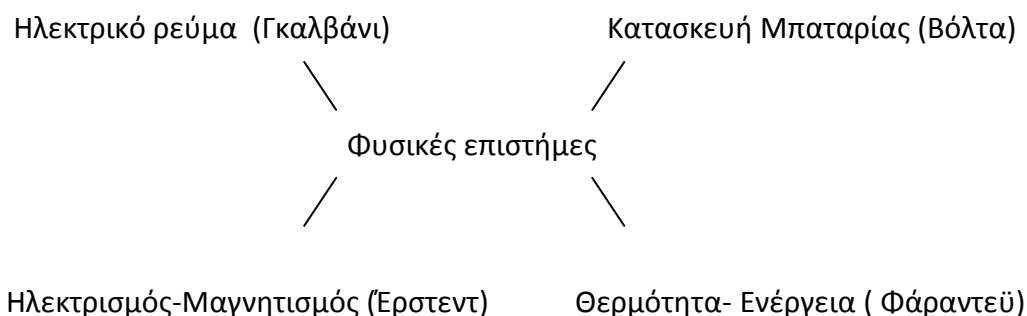 Ηλεκτρικό ρεύμα (Γκαλβάνι) Κατασκευή Μπαταρίας (Βόλτα)
Φυσικές επιστήμες
Ηλεκτρισμός-Μαγνητισμός (Έρστεντ) Θερμότητα- Ενέργεια ( Φάραντεϋ)